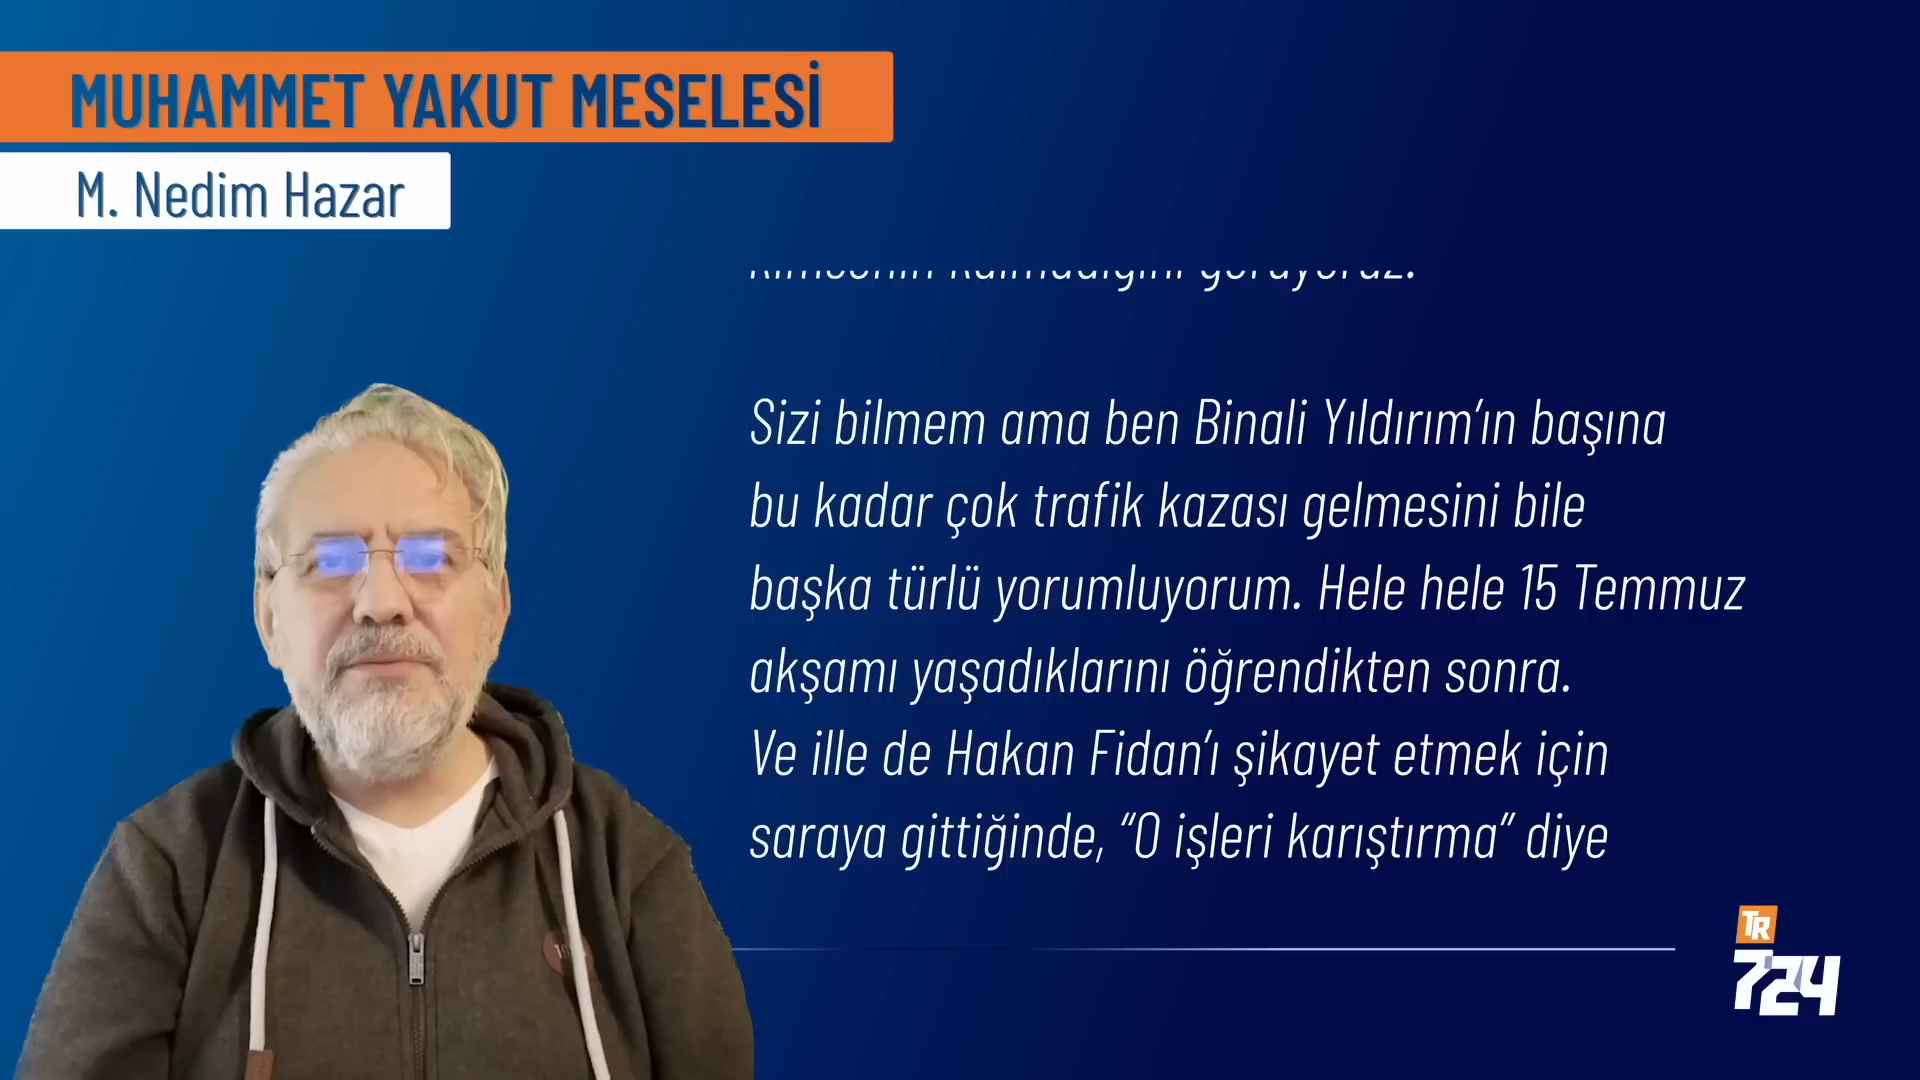 MUHAMMET YAKUT MESELESİ
M. Nedim Hazar
Sizi bilmem ama ben Binali Yıldırım’ın başına
bu kadar çok trafik kazası gelmesini bile
başka türlü yorumluyorum. Hele hele 15 Temmuz
akşamı yaşadıklarını öğrendikten sonra.
Ve ille de Hakan Fidan’ı şikayet etmek için
saraya gittiğinde, “O işleri karıştırma” diye
TR
724